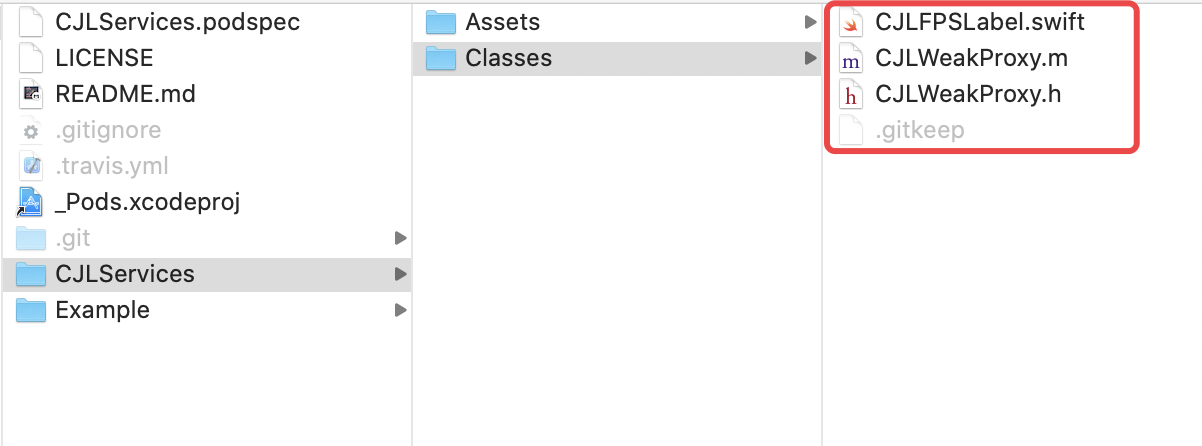 CJLServices.podspec
LICENSE
README.md
.gitignore
.travis.yml
_Pods.xcodeproj
.git
CJLServices
Example
Assets
Classes
CJLFPSLabel.swift
m CJLWeakProxy.m
h CJLWeakProxy.h
.gitkeep